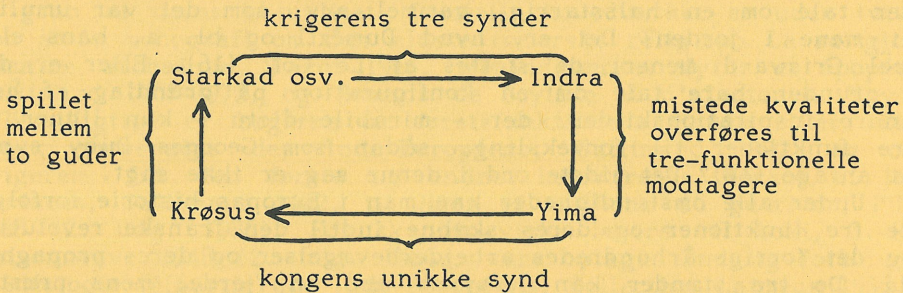 krigerens tre synder
Starkad osv.
Indra
spillet
mellem
to guder
mistede kvaliteter
overføres til
tre-funktionelle
modtagere
Krøsus
Yima
kongens unikke synd